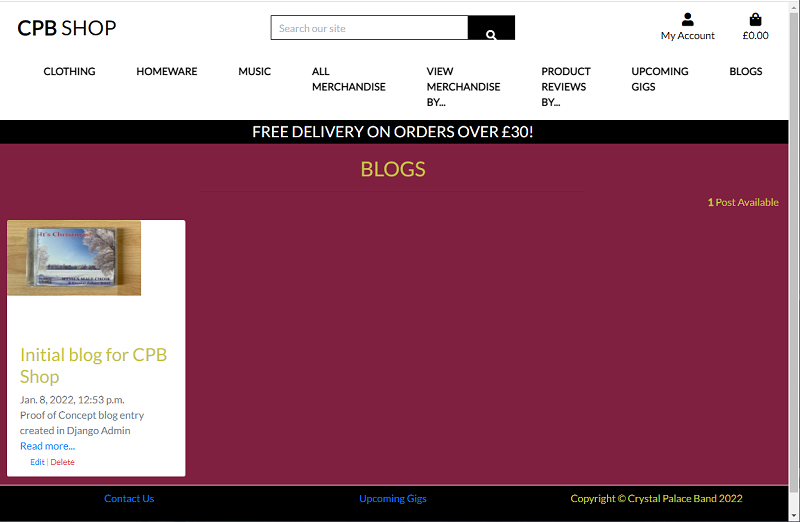 CPB SHOP
Search our site
My Account
£0.00
CLOTHING
HOMEWARE
MUSIC
ALL
MERCHANDISE
VIEW
MERCHANDISE
BY...
PRODUCT
REVIEWS
BY...
UPCOMING
GIGS
BLOGS
FREE DELIVERY ON ORDERS OVER £30!
BLOGS
1 Post Available
It's Christmas
Initial blog for CPB
Shop
Jan. 8, 2022, 12:53 p.m.
Proof of Concept blog entry
created in Django Admin
Read more...
Edit | Delete
Contact Us
Upcoming Gigs
Copyright © Crystal Palace Band 2022